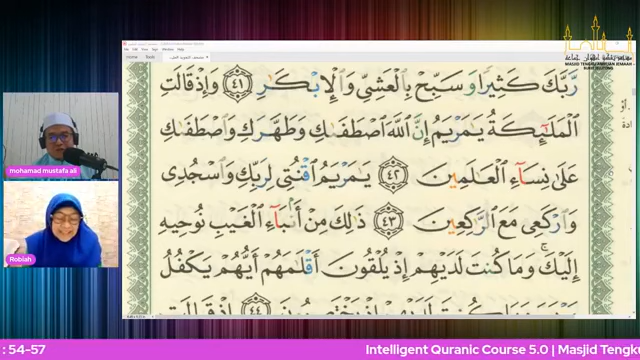 رَّبَّكَ كَثِيرًا وَسَبِّحْ بِالْعَشِيِّ وَالْإِبْكَٰرِ ٤١ وَإِذْ قَالَتِ
الْمَلَٰٓئِكَةُ يَٰمَرْيَمُ إِنَّ اللَّهَ اصْطَفَىٰكِ وَطَهَّرَكِ وَاصْطَفَىٰكِ
عَلَىٰ نِسَآءِ الْعَٰلَمِينَ ٤٢ يَٰمَرْيَمُ اقْنُتِى لِرَبِّكِ وَاسْجُدِى
وَارْكَعِى مَعَ الرَّٰكِعِينَ ٤٣ ذَٰلِكَ مِنْ أَنۢبَآءِ الْغَيْبِ نُوحِيهِ
إِلَيْكَ ۚ وَمَا كُنتَ لَدَيْهِمْ إِذْ يُلْقُونَ أَقْلَٰمَهُمْ أَيُّهُمْ يَكْفُلُ
mohamad mustafa ali
Robiah
: 54-57
Intelligent Quranic Course 5.0 | Masjid Tengku